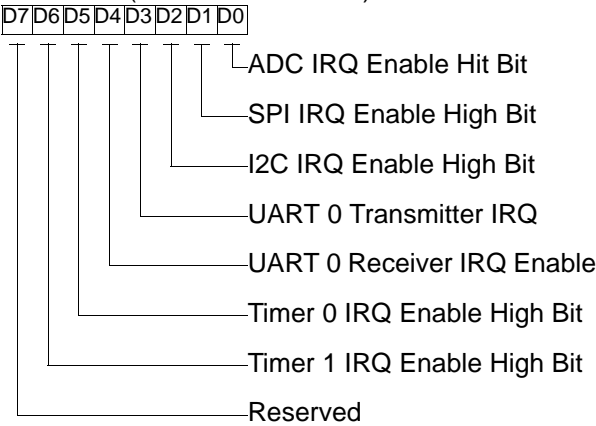 D7 D6 D5 D4 D3 D2 D1 D0
ADC IRQ Enable Hit Bit
SPI IRQ Enable High Bit
I2C IRQ Enable High Bit
UART 0 Transmitter IRQ
UART 0 Receiver IRQ Enable
Timer 0 IRQ Enable High Bit
Timer 1 IRQ Enable High Bit
Reserved